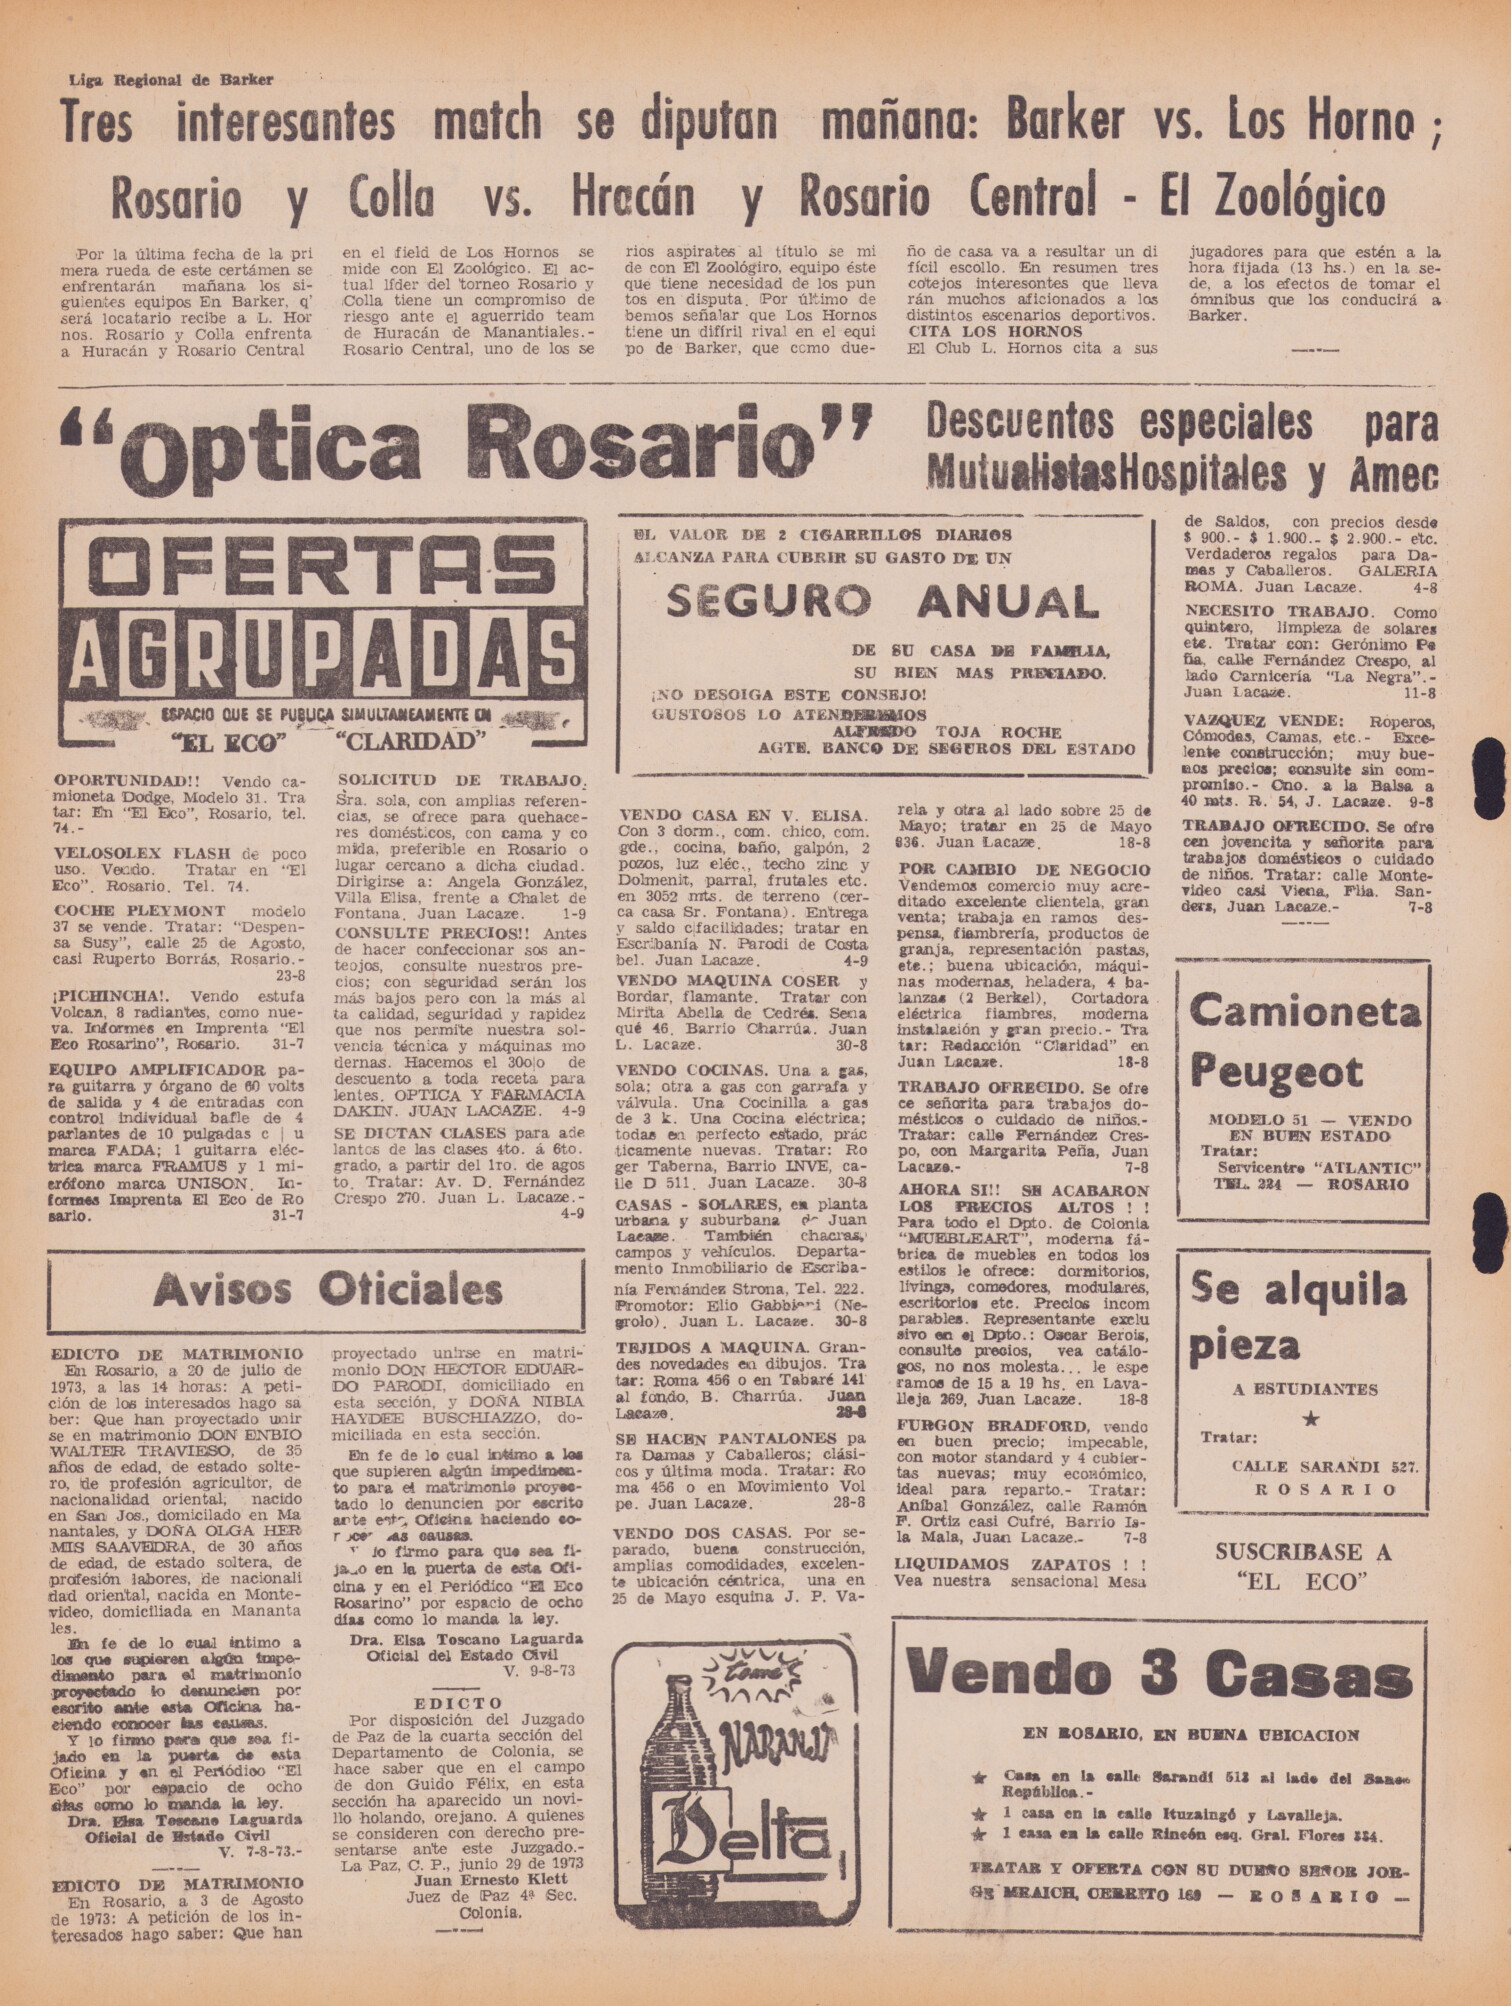 Liga Regional de Barker
Tres interesantes match se diputan mañana: Barker vs. Los Horno ;
Rosario y Colla vs. Hracán y Rosario Central - El Zoológico
Por la última fecha de la pri
mera rueda de este certámen se
enfrentarán mañana los si-
guientes equipos En Barker, q'
será locatario recibe a L. Hor
nos. Rosario y Colla enfrenta
a Huracán y Rosario Central
en el field de Los Hornos se
mide con El Zoológico. El ac-
tual líder del torneo Rosario y
Colla tiene un compromiso de
riesgo ante el aguerrido team
de Huracán de Manantiales.-
Rosario Central, uno de los se
rios aspirates al título se mi
de con El Zoológiro, equipo éste
que tiene necesidad de los pun
tos en disputa. Por último de
bemos señalar que Los Hornos
tiene un difíril rival en el equi
po de Barker, que como due-
ño de casa va a resultar un di
fícil escollo. En resumen tres
cotejos interesontes que lleva
rán muchos aficionados a los
distintos escenarios deportivos.
CITA LOS HORNOS
El Club L. Hornos cita a sus
jugadores para que estén a la
hora fijada (13 hs.) en la se-
de, a los efectos de tomar el
ómnibus que los conducirá a
Barker.
"Optica Rosario"
Descuentos especiales para
Mutualistas Hospitales y Amec
OFERTAS
AGRUPADAS
ESPACIO QUE SE PUBLICA SIMULTANEAMENTE EN
"EL ECO" "CLARIDAD"
OPORTUNIDAD!! Vendo ca-
mioneta Dodge, Modelo 31. Tra
tar: En "El Eco", Rosario, tel.
74.-
VELOSOLEX FLASH de poco
uso. Vendo. Tratar en "El
Eco". Rosario. Tel. 74.
COCHE PLEYMONT modelo
37 se vende. Tratar: "Despen-
sa Susy", calle 25 de Agosto,
casi Ruperto Borrás, Rosario.-
23-8
¡PICHINCHA!. Vendo estufa
Volcan, 8 radiantes, como nue-
va. Informes en Imprenta "El
Eco Rosarino", Rosario. 31-7
EQUIPO AMPLIFICADOR pa-
ra guitarra y órgano de 60 volts
de salida y 4 de entradas con
control individual bafle de 4
parlantes de 10 pulgadas c | u
marca FADA; 1 guitarra eléc-
trica marca FRAMUS y 1 mi-
crófono marca UNISON. In-
formes Imprenta El Eco de Ro
sario. 31-7
SOLICITUD DE TRABAJO.
Sra. sola, con amplias referen-
cias, se ofrece para quehace-
res domésticos, con cama y co
mida, preferible en Rosario o
lugar cercano a dicha ciudad.
Dirigirse a: Angela González,
Villa Elisa, frente a Chalet de
Fontana. Juan Lacaze. 1-9
CONSULTE PRECIOS!! Antes
de hacer confeccionar sos an-
teojos, consulte nuestros pre-
cios; con seguridad serán los
más bajos pero con la más al
ta calidad, seguridad y rapidez
que nos permite nuestra sol-
vencia técnica y máquinas mo
dernas. Hacemos el 30o|o de
descuento a toda receta para
lentes. OPTICA Y FARMACIA
DAKIN. JUAN LACAZE. 4-9
SE DICTAN CLASES para ade
lantos de las clases 4to. á 6to.
grado, a partir del 1ro. de agos
to. Tratar: Av. D. Fernández
Crespo 270. Juan L. Lacaze.-
4-9
EL VALOR DE 2 CIGARRILLOS DIARIOS
ALCANZA PARA CUBRIR SU GASTO DE UN
SEGURO ANUAL
DE SU CASA DE FAMILIA,
SU BIEN MAS PRECIADO.
¡NO DESOIGA ESTE CONSEJO!
GUSTOSOS LO ATENDEREMOS
ALFREDO TOJA ROCHE
AGTE. BANCO DE SEGUROS DEL ESTADO
VENDO CASA EN V. ELISA.
Con 3 dorm., com. chico, com.
gde., cocina, baño, galpón, 2
pozos, luz eléc., techo zinc y
Dolmenit, parral, frutales etc.
en 3052 mts. de terreno (cer-
ca casa Sr. Fontana). Entrega
y saldo c|facilidades; tratar en
Escribanía N. Parodi de Costa
bel. Juan Lacaze. 4-9
VENDO MAQUINA COSER y
Bordar, flamante. Tratar con
Mirita Abella de Cedrés. Sena
qué 46. Barrio Charrúa. Juan
L. Lacaze. 30-8
VENDO COCINAS. Una a gas,
sola; otra a gas con garrafa y
válvula. Una Cocinilla a gas
de 3 k. Una Cocina eléctrica;
todas en perfecto estado, prác
ticamente nuevas. Tratar: Ro
ger Taberna, Barrio INVE, ca-
lle D 511. Juan Lacaze. 30-8
CASAS - SOLARES, en planta
urbana y suburbana de Juan
Lacaze. También chacras,
campos y vehículos. Departa-
mento Inmobiliario de Escriba-
nía Fernández Strona, Tel. 222.
Promotor: Elio Gabbiani (Ne-
grolo). Juan L. Lacaze. 30-8
TEJIDOS A MAQUINA. Gran-
des novedades en dibujos. Tra
tar: Roma 456 o en Tabaré 141
al fondo, B. Charrúa. Juan
Lacaze. 28-8
SE HACEN PANTALONES pa
ra Damas y Caballeros; clási-
cos y última moda. Tratar: Ro
ma 456 o en Movimiento Vol
pe. Juan Lacaze. 28-8
VENDO DOS CASAS. Por se-
parado, buena construcción,
amplias comodidades, excelen-
te ubicación céntrica, una en
25 de Mayo esquina J. P. Va-
rela y otra al lado sobre 25 de
Mayo; tratar en 25 de Mayo
836. Juan Lacaze. 18-8
POR CAMBIO DE NEGOCIO
Vendemos comercio muy acre-
ditado excelente clientela, gran
venta; trabaja en ramos des-
pensa, fiambrería, productos de
granja, representación pastas,
etc.; buena ubicación, máqui-
nas modernas, heladera, 4 ba-
lanzas (2 Berkel), Cortadora
eléctrica fiambres, moderna
instalasión y gran precio.- Tra
tar: Redacción "Claridad" en
Juan Lacaze. 18-8
TRABAJO OFRECIDO. Se ofre
ce señorita para trabajos do-
mésticos o cuidado de niños.-
Tratar: calle Fernández Cres-
po, con Margarita Peña, Juan
Lacaze.- 7-8
AHORA SI!! SE ACABARON
LOS PRECIOS ALTOS ! !
Para todo el Dpto. de Colonia
"MUEBLEART", moderna fá-
brica de muebles en todos los
estilos le ofrece: dormitorios,
livings, comedores, modulares,
escritorios etc. Precios incom
parables. Representante exclu
sivo en el Dpto.: Oscar Berois,
consulte precios, vea catálo-
gos, no nos molesta... le espe
ramos de 15 a 19 hs. en Lava-
lleja 269, Juan Lacaze. 18-8
FURGON BRADFORD, vendo
en buen precio; impecable,
con motor standard y 4 cubier-
tas nuevas; muy económico,
ideal para reparto.- Tratar:
Aníbal González, calle Ramón
F. Ortiz casi Cufré, Barrio Is-
la Mala, Juan Lacaze.- 7-8
LIQUIDAMOS ZAPATOS ! !
Vea nuestra sensacional Mesa
de Saldos, con precios desde
$ 900.- $ 1.900.- $ 2.900.- etc.
Verdaderos regalos para Da-
mas y Caballeros. GALERIA
ROMA. Juan Lacaze. 4-8
NECESITO TRABAJO. Como
quintero, limpieza de solares
etc. Tratar con: Gerónimo Pe
ña, calle Fernández Crespo, al
lado Carnicería "La Negra".-
Juan Lacaze. 11-8
VAZQUEZ VENDE: Roperos,
Cómodas, Camas, etc.- Exce-
lente construcción; muy bue-
nos precios; consulte sin com-
promiso.- Cno. a la Balsa a
40 mts. R. 54, J. Lacaze. 9-8
TRABAJO OFRECIDO. Se ofre
cen jovencita y señorita para
trabajos domésticos o cuidado
de niños. Tratar: calle Monte-
video casi Viena, Flia. San-
ders, Juan Lacaze.- 7-8
Camioneta
Peugeot
MODELO 51 — VENDO
EN BUEN ESTADO
Tratar:
Servicentro "ATLANTIC"
TEL. 224 — ROSARIO
Se alquila
pieza
A ESTUDIANTES
Tratar:
CALLE SARANDI 527.
ROSARIO
SUSCRIBASE A
"EL ECO"
Avisos Oficiales
EDICTO DE MATRIMONIO
En Rosario, a 20 de julio de
1973, a las 14 horas: A peti-
ción de los interesados hago sa
ber: Que han proyectado unir
se en matrimonio DON ENBIO
WALTER TRAVIESO, de 35
años de edad, de estado solte-
ro, de profesión agricultor, de
nacionalidad oriental, nacido
en San Jos., domiciliado en Ma
nantales, y DOÑA OLGA HER
MIS SAAVEDRA, de 30 años
de edad, de estado soltera, de
profesión labores, de nacionali
dad oriental, nacida en Monte-
video, domiciliada en Mananta
les.
En fe de lo cual íntimo a
los que supieren algún impe-
dimento para el matrimonio
proyectado lo denuncien por
escrito ante esta Oficina ha-
ciendo conocer las causas.
Y lo firmo para que sea fi-
jado en la puerta de esta
Oficina y en el Periódico "El
Eco" por espacio de ocho
días como lo manda la ley.
Dra. Elsa Toscano Laguarda
Oficial de Estado Civil
V. 7-8-73.-
EDICTO DE MATRIMONIO
En Rosario, a 3 de Agosto
de 1973: A petición de los in-
teresados hago saber: Que han
proyectado unirse en matri-
monio DON HECTOR EDUAR-
DO PARODI, domiciliado en
esta sección, y DOÑA NIBIA
HAYDEE BUSCHIAZZO, do-
miciliada en esta sección.
En fe de lo cual íntimo a los
que supieren algún impedimen-
to para el matrimonio proyec-
tado lo denuncien por escrito
ante esta Oficina haciendo co-
nocer las causas.
Y lo firmo para que sea fi-
jado en la puerta de esta Ofi-
cina y en el Periódico "El Eco
Rosarino" por espacio de ocho
días como lo manda la ley.
Dra. Elsa Toscano Laguarda
Oficial del Estado Civil
V. 9-8-73
EDICTO
Por disposición del Juzgado
de Paz de la cuarta sección del
Departamento de Colonia, se
hace saber que en el campo
de don Guido Félix, en esta
sección ha aparecido un novi-
llo holando, orejano. A quienes
se consideren con derecho pre-
sentarse ante este Juzgado.-
La Paz, C. P., junio 29 de 1973
Juan Ernesto Klett
Juez de Paz 4ª Sec.
Colonia.
tome
NARANJA
Delta
Vendo 3 Casas
EN ROSARIO, EN BUENA UBICACION
★ Casa en la calle Sarandí 513 al lado del Banco
República.-
★ 1 casa en la calle Ituzaingó y Lavalleja.
★ 1 casa en la calle Rincón esq. Gral. Flores 334.
TRATAR Y OFERTA CON SU DUEÑO SEÑOR JOR-
GE MRAICH, CERRITO 169 — ROSARIO —